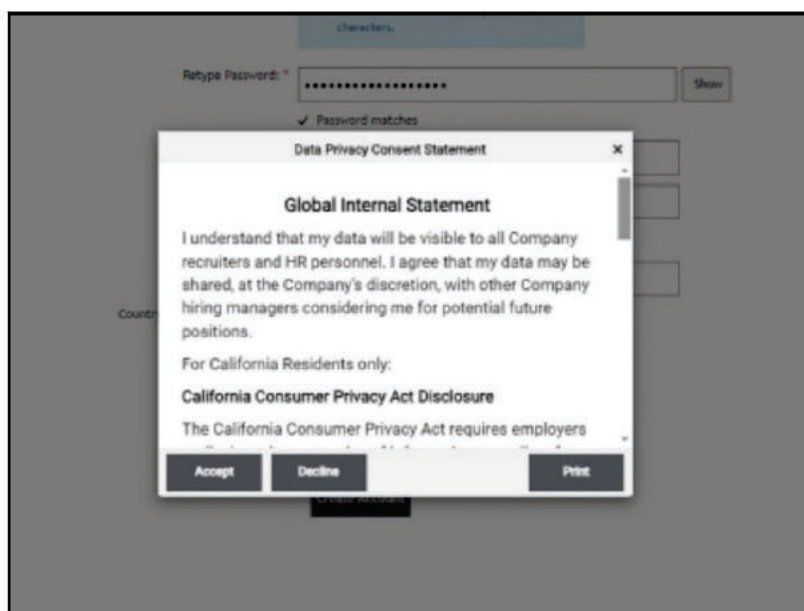 characters.
Retype Password: *
Show
✓ Password matches
Data Privacy Consent Statement
Global Internal Statement
I understand that my data will be visible to all Company
recruiters and HR personnel. I agree that my data may be
shared, at the Company's discretion, with other Company
hiring managers considering me for potential future
positions.
For California Residents only:
California Consumer Privacy Act Disclosure
The California Consumer Privacy Act requires employers
Countr
Accept Decline Print
Create Account